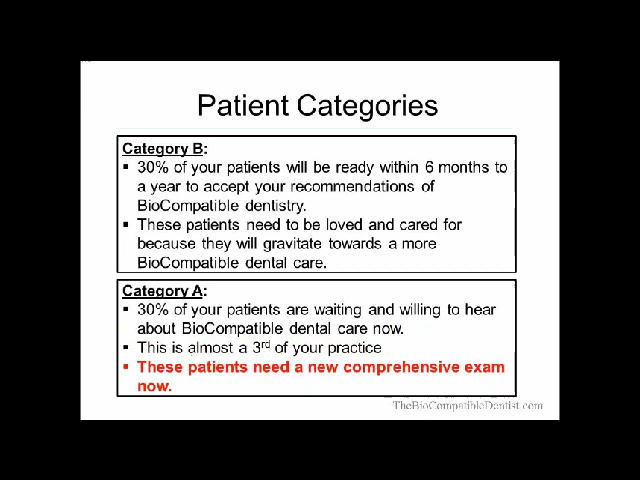 Patient Categories
Category B:
▪ 30% of your patients will be ready within 6 months to
a year to accept your recommendations of
BioCompatible dentistry.
▪ These patients need to be loved and cared for
because they will gravitate towards a more
BioCompatible dental care.
Category A:
▪ 30% of your patients are waiting and willing to hear
about BioCompatible dental care now.
▪ This is almost a 3rd of your practice
▪ These patients need a new comprehensive exam
now.
TheBioCompatibleDentist.com